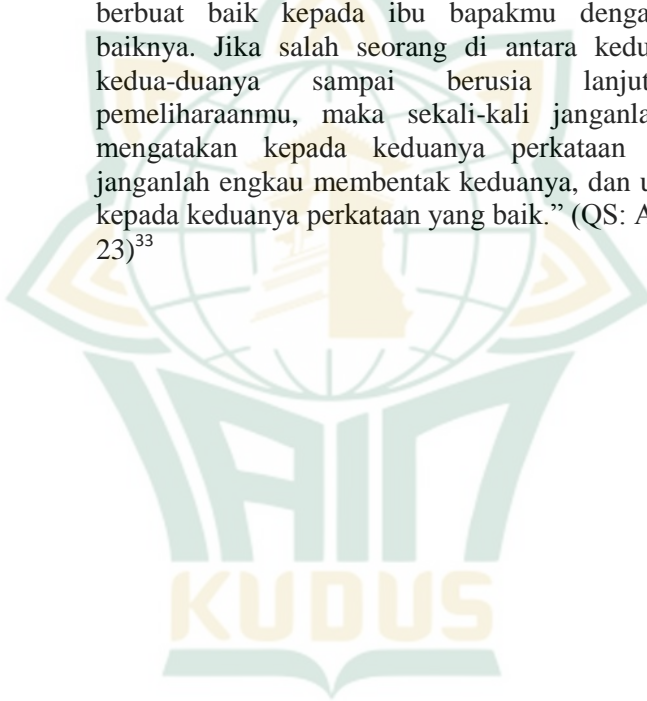 berbuat baik kepada ibu bapakmu denga
baiknya. Jika salah seorang di antara kedu
kedua-duanya sampai berusia lanjut
pemeliharaanmu, maka sekali-kali janganla
mengatakan kepada keduanya perkataan
janganlah engkau membentak keduanya, dan u
kepada keduanya perkataan yang baik.” (QS: A
23)³³
IAIN
KUDUS